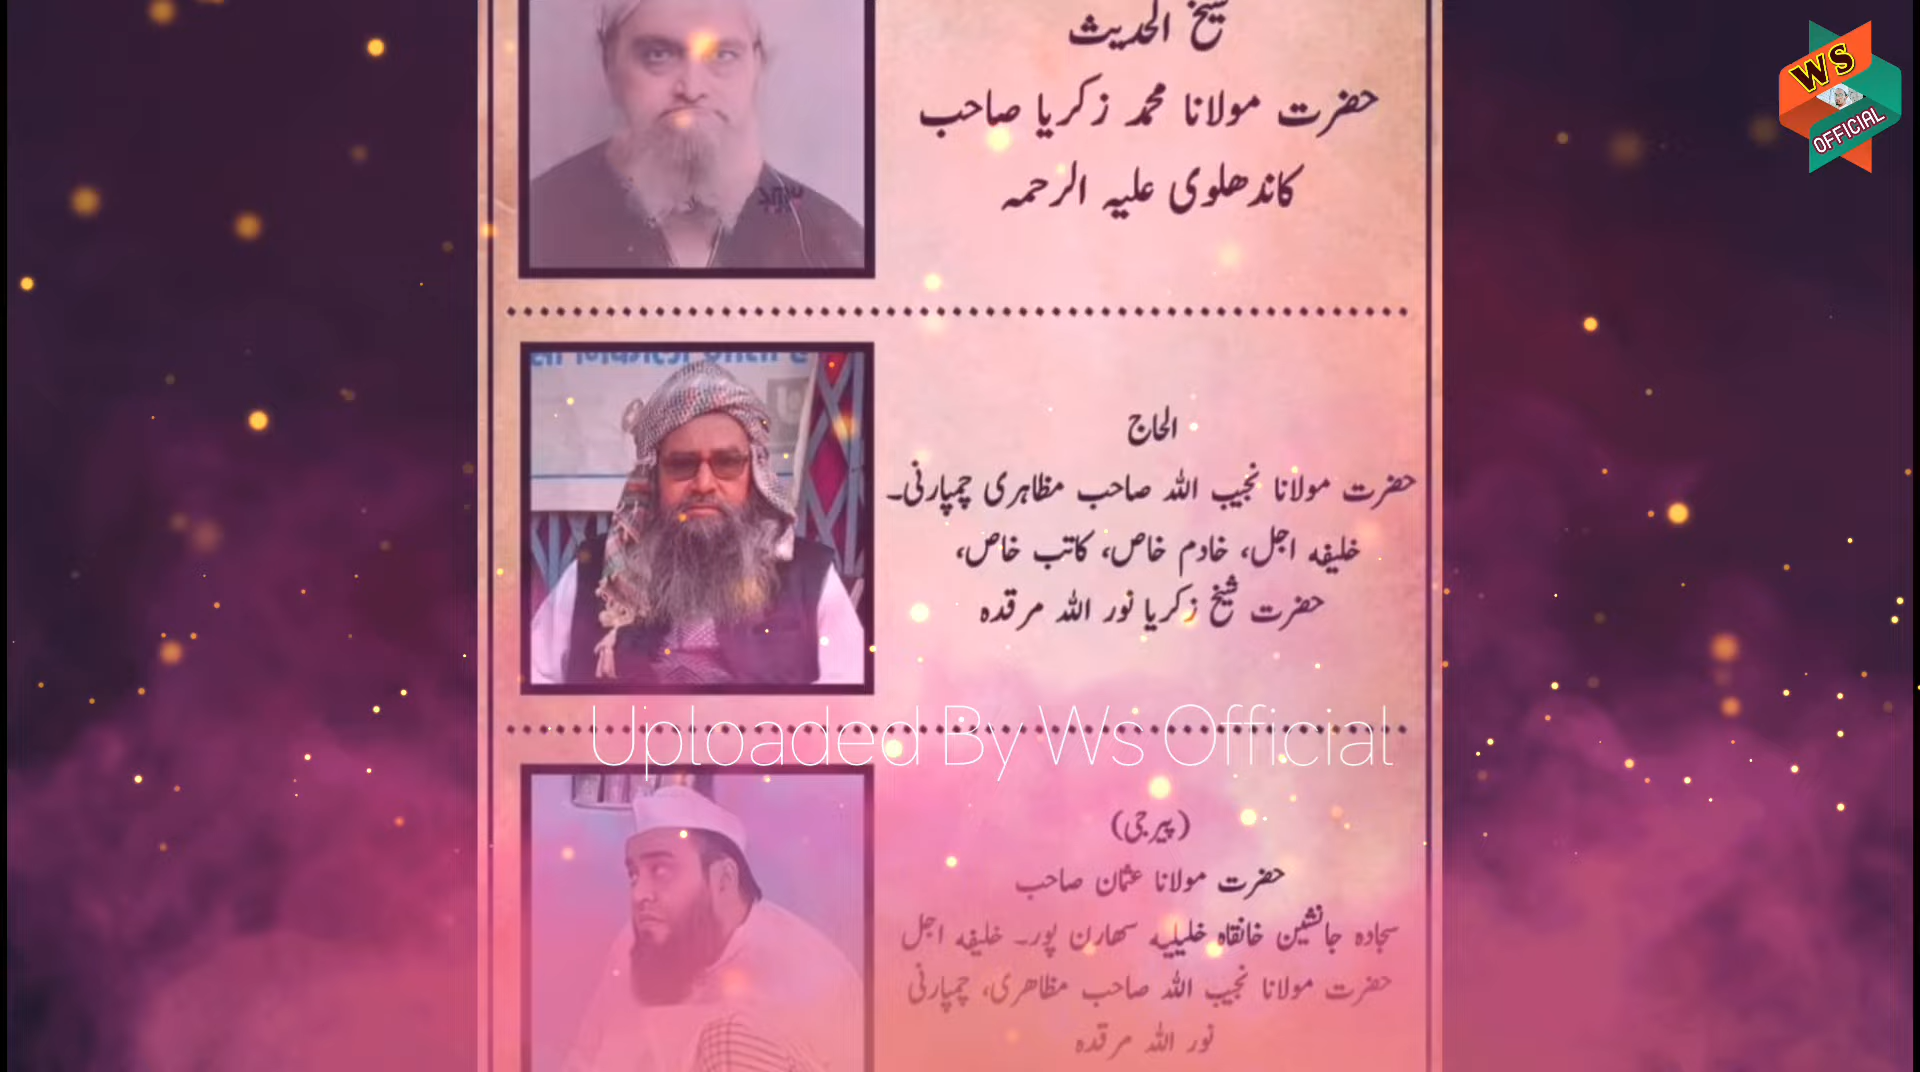 شیخ الحدیث
حضرت مولانا محمد زکریا صاحب
کاندھلوی علیہ الرحمہ
الحاج
حضرت مولانا نجیب اللہ صاحب مظاہری چمپارنی۔
خلیفہ اجل، خادم خاص، کاتب خاص،
حضرت شیخ زکریا نور اللہ مرقدہ
Uploaded By Ws Official
(پیرجی)
حضرت مولانا عثمان صاحب
سجادہ جانشین خانقاہ خلیلیہ سھارن پور۔ خلیفہ اجل
حضرت مولانا نجیب اللہ صاحب مظاھری، چمپارنی
نور اللہ مرقدہ
WS
OFFICIAL